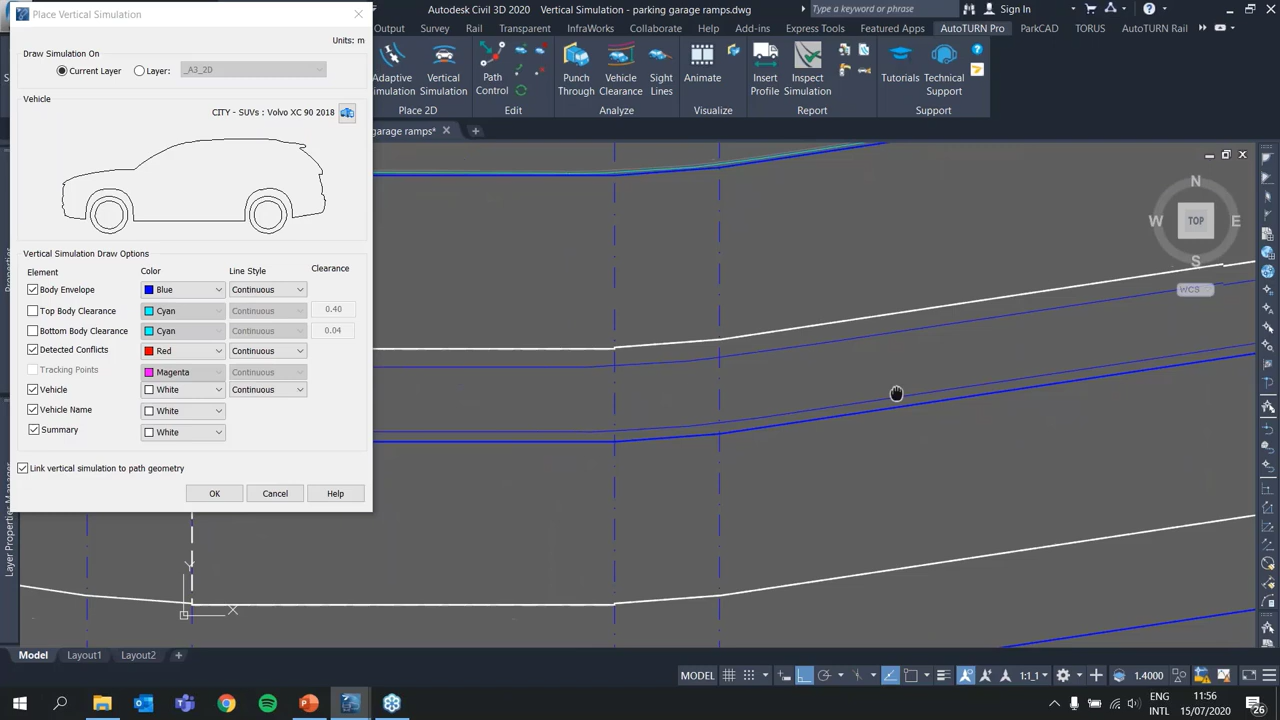 Place Vertical Simulation
Autodesk Civil 3D 2020
Vertical Simulation - parking garage ramps.dwg
Type a keyword or phrase
Sign In
Output
Survey
Rail
Transparent
InfraWorks
Collaborate
Help
Add-ins
Express Tools
Featured Apps
AutoTURN Pro
ParkCAD
TORUS
AutoTURN
Units: m
Draw Simulation On
Current Layer
Layer:
_A3_2D
Adaptive
Simulation
Vertical
Simulation
Path
Control
Punch
Through
Vehicle
Clearance
Sight
Lines
Animate
Insert
Profile
Inspect
Simulation
Tutorials
Technical
Support
Place 2D
Edit
Analyze
Visualize
Report
Support
Vehicle
CITY - SUVs : Volvo XC 90 2018
garage ramps*
N
W
TOP
E
S
WCS
Vertical Simulation Draw Options
Element
Color
Line Style
Clearance
Body Envelope
Blue
Continuous
Top Body Clearance
Cyan
Continuous
0.40
Bottom Body Clearance
Cyan
Continuous
0.04
Detected Conflicts
Red
Continuous
Tracking Points
Magenta
Continuous
Vehicle
White
Continuous
Vehicle Name
White
Summary
White
Link vertical simulation to path geometry
OK
Cancel
Help
Layer Properties Manager
Properties
Y
X
Model
Layout1
Layout2
MODEL
1:1_1
1.4000
ENG
INTL
11:56
15/07/2020
26